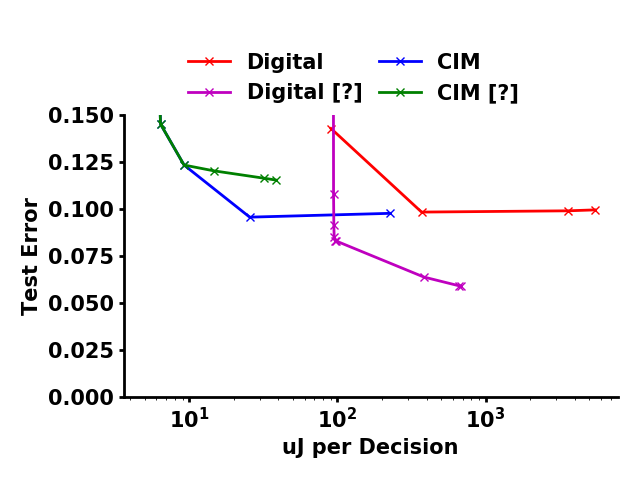 Digital CIM
Digital [?] CIM [?]
0.150
0.125
0.100
0.075
0.050
0.025
0.000
Test Error
10¹ 10² 10³
uJ per Decision